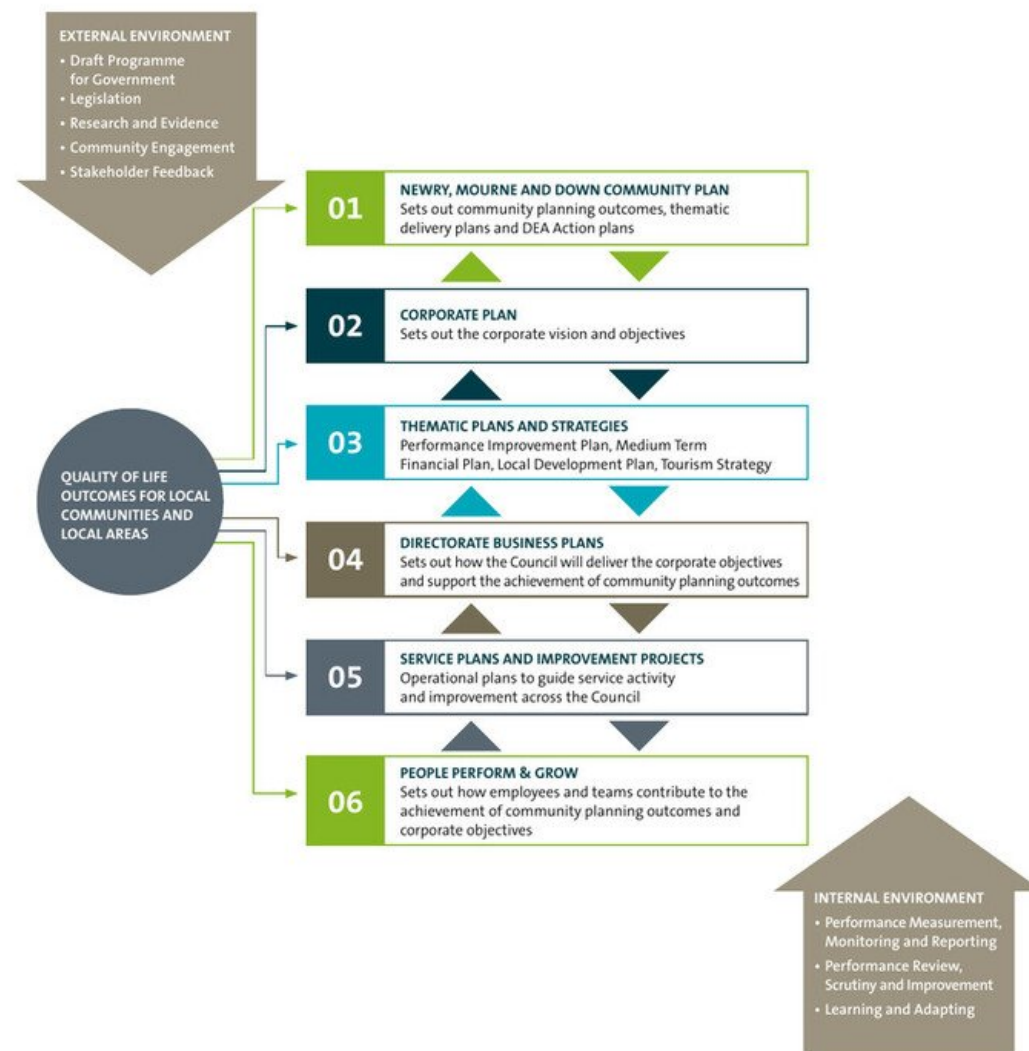 EXTERNAL ENVIRONMENT
• Draft Programme
for Government
• Legislation
• Research and Evidence
• Community Engagement
• Stakeholder Feedback
01
NEWRY, MOURNE AND DOWN COMMUNITY PLAN
Sets out community planning outcomes, thematic
delivery plans and DEA Action plans
02
CORPORATE PLAN
Sets out the corporate vision and objectives
03
THEMATIC PLANS AND STRATEGIES
Performance Improvement Plan, Medium Term
Financial Plan, Local Development Plan, Tourism Strategy
QUALITY OF LIFE
OUTCOMES FOR LOCAL
COMMUNITIES AND
LOCAL AREAS
04
DIRECTORATE BUSINESS PLANS
Sets out how the Council will deliver the corporate objectives
and support the achievement of community planning outcomes
05
SERVICE PLANS AND IMPROVEMENT PROJECTS
Operational plans to guide service activity
and improvement across the Council
06
PEOPLE PERFORM & GROW
Sets out how employees and teams contribute to the
achievement of community planning outcomes and
corporate objectives
INTERNAL ENVIRONMENT
• Performance Measurement,
Monitoring and Reporting
• Performance Review,
Scrutiny and Improvement
• Learning and Adapting